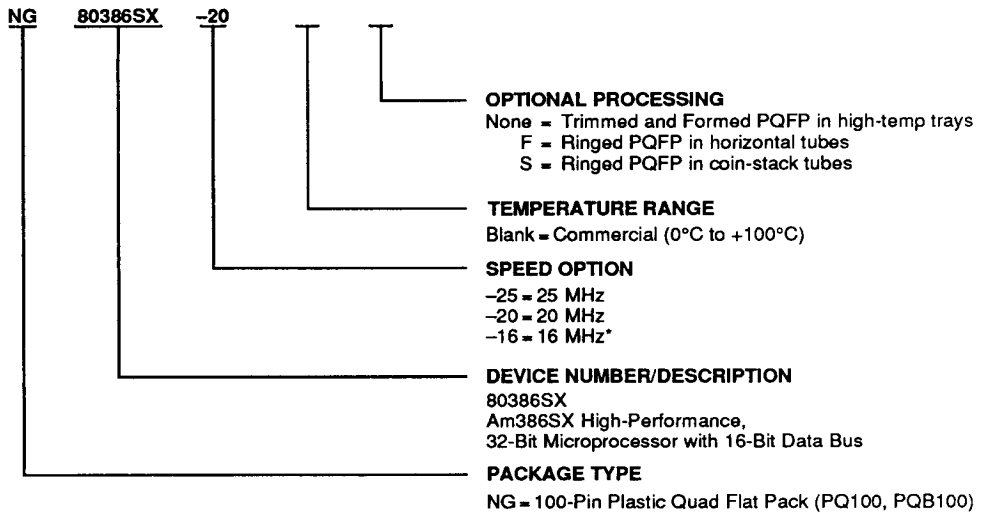 NG 80386SX –20
OPTIONAL PROCESSING
None = Trimmed and Formed PQFP in high-temp trays
F = Ringed PQFP in horizontal tubes
S = Ringed PQFP in coin-stack tubes
TEMPERATURE RANGE
Blank = Commercial (0°C to +100°C)
SPEED OPTION
–25 = 25 MHz
–20 = 20 MHz
–16 = 16 MHz*
DEVICE NUMBER/DESCRIPTION
80386SX
Am386SX High-Performance,
32-Bit Microprocessor with 16-Bit Data Bus
PACKAGE TYPE
NG = 100-Pin Plastic Quad Flat Pack (PQ100, PQB100)